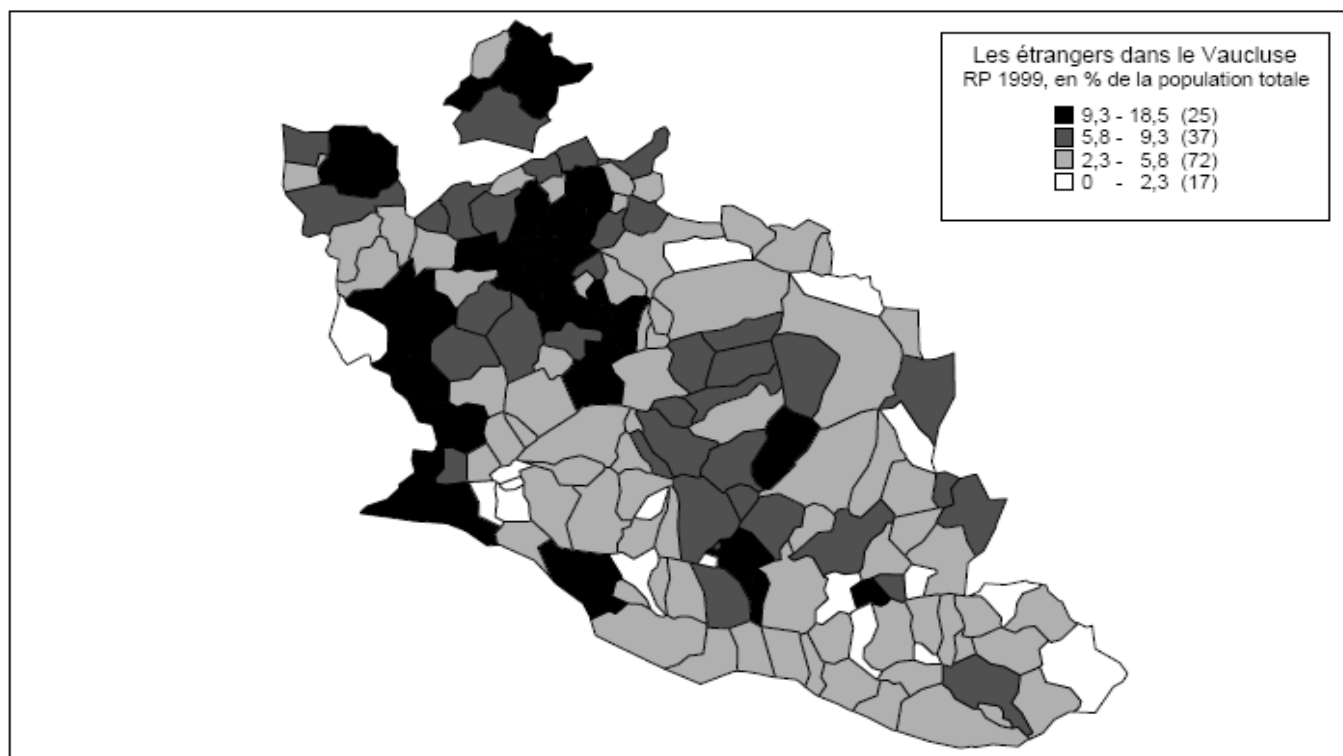 Les étrangers dans le Vaucluse
RP 1999, en % de la population totale
9,3 - 18,5 (25)
5,8 - 9,3 (37)
2,3 - 5,8 (72)
0 - 2,3 (17)